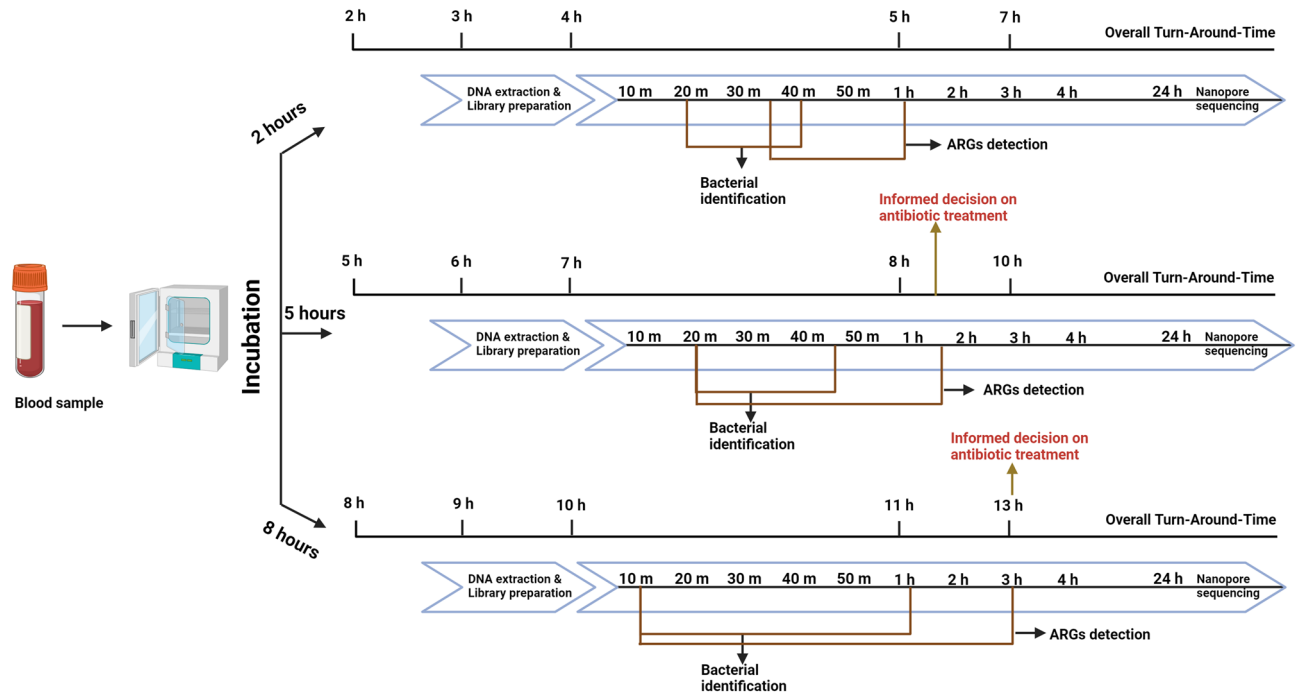 2 h 3 h 4 h 5 h 7 h
Overall Turn-Around-Time
DNA extraction &
Library preparation
10 m 20 m 30 m 40 m 50 m 1 h 2 h 3 h 4 h 24 h Nanopore
sequencing
ARGs detection
Bacterial
identification
2 hours
Informed decision on
antibiotic treatment
5 h 6 h 7 h 8 h 10 h
Overall Turn-Around-Time
Incubation
5 hours
DNA extraction &
Library preparation
10 m 20 m 30 m 40 m 50 m 1 h 2 h 3 h 4 h 24 h Nanopore
sequencing
ARGs detection
Blood sample
Bacterial
identification
Informed decision on
antibiotic treatment
8 h 9 h 10 h 11 h 13 h
Overall Turn-Around-Time
8 hours
DNA extraction &
Library preparation
10 m 20 m 30 m 40 m 50 m 1 h 2 h 3 h 4 h 24 h Nanopore
sequencing
ARGs detection
Bacterial
identification